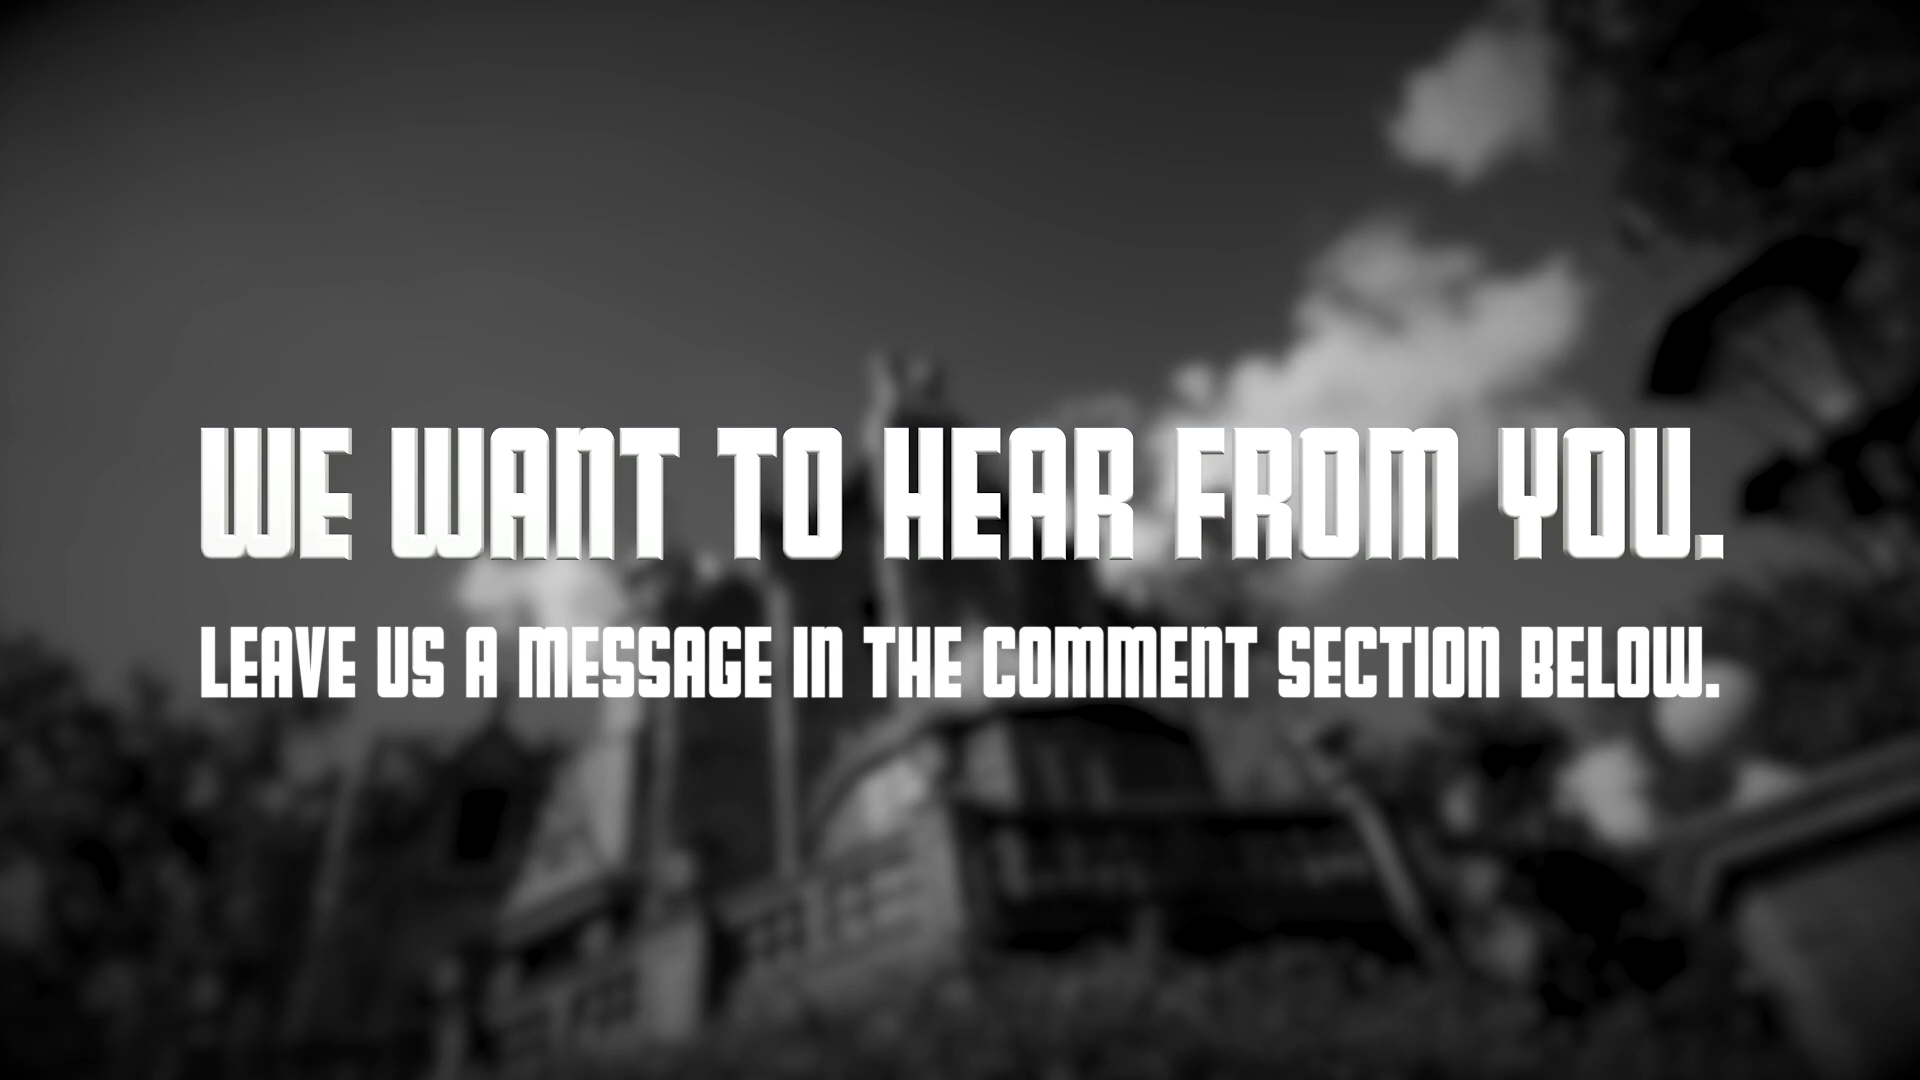 WE WANT TO HEAR FROM YOU.
LEAVE US A MESSAGE IN THE COMMENT SECTION BELOW.